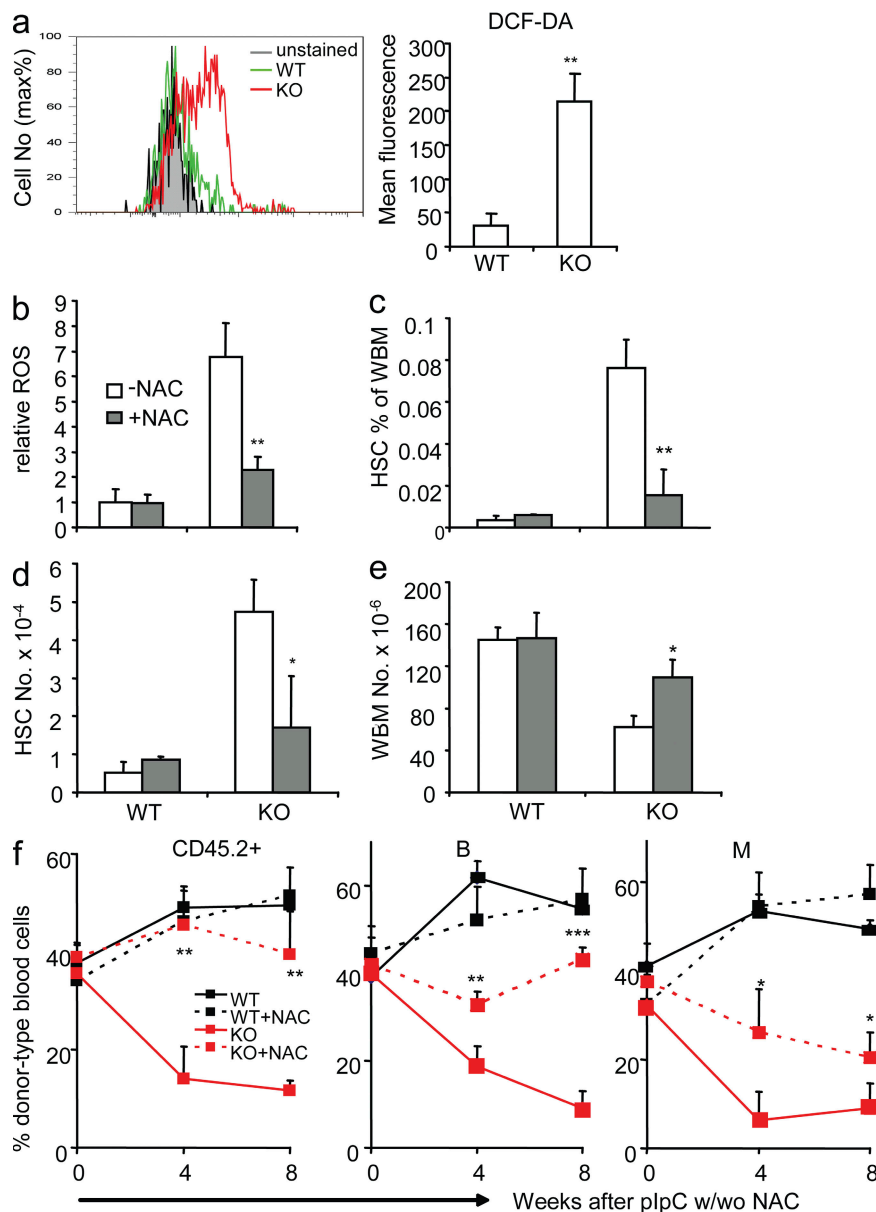 a
DCF-DA
unstained
WT
KO
Cell No (max%)
100
80
60
40
20
0
Mean fluorescence
300
250
200
150
100
50
0
**
WT
KO
b
relative ROS
9
8
7
6
5
4
3
2
1
0
-NAC
+NAC
**
c
HSC % of WBM
0.1
0.08
0.06
0.04
0.02
0
**
d
HSC No. x 10-4
6
5
4
3
2
1
0
*
WT
KO
e
WBM No. x 10-6
200
160
120
80
40
0
*
WT
KO
f
CD45.2+
% donor-type blood cells
60
40
20
0
**
**
WT
WT+NAC
KO
KO+NAC
0
4
8
B
60
40
20
0
**
***
0
4
8
M
60
40
20
0
*
*
0
4
8
Weeks after pIpC w/wo NAC